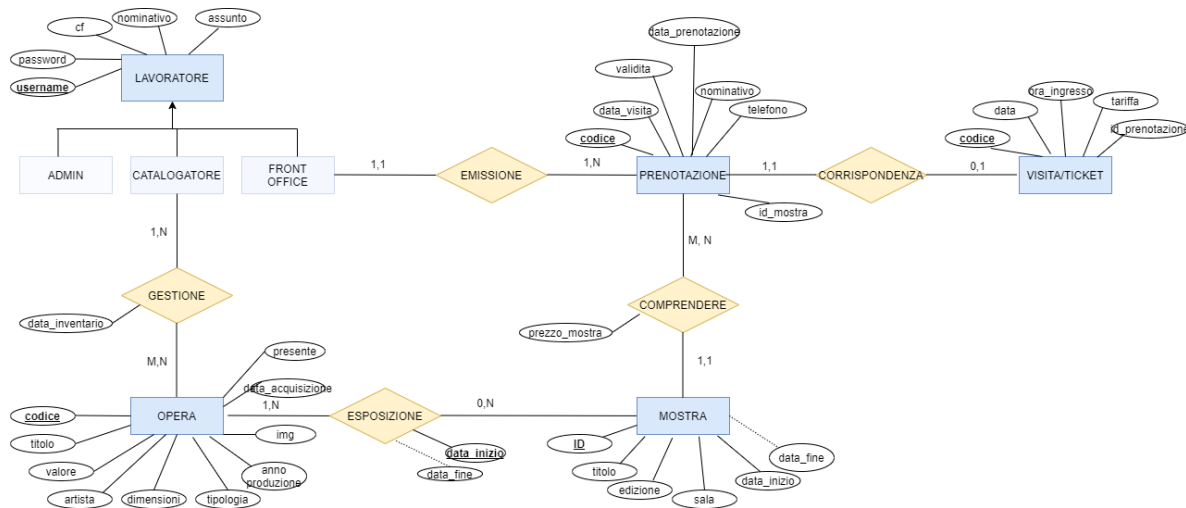 cf
nominativo
assunto
password
username
LAVORATORE
ADMIN
CATALOGATORE
FRONT
OFFICE
1,1
EMISSIONE
1,N
data_prenotazione
validita
nominativo
data_visita
telefono
codice
PRENOTAZIONE
id_mostra
1,1
CORRISPONDENZA
0,1
ora_ingresso
data
tariffa
codice
id_prenotazione
VISITA/TICKET
1,N
GESTIONE
data_inventario
M,N
M, N
COMPRENDERE
prezzo_mostra
1,1
presente
data_acquisizione
codice
OPERA
1,N
ESPOSIZIONE
0,N
MOSTRA
titolo
img
valore
anno
produzione
artista
dimensioni
tipologia
data_inizio
data_fine
ID
titolo
edizione
sala
data_inizio
data_fine